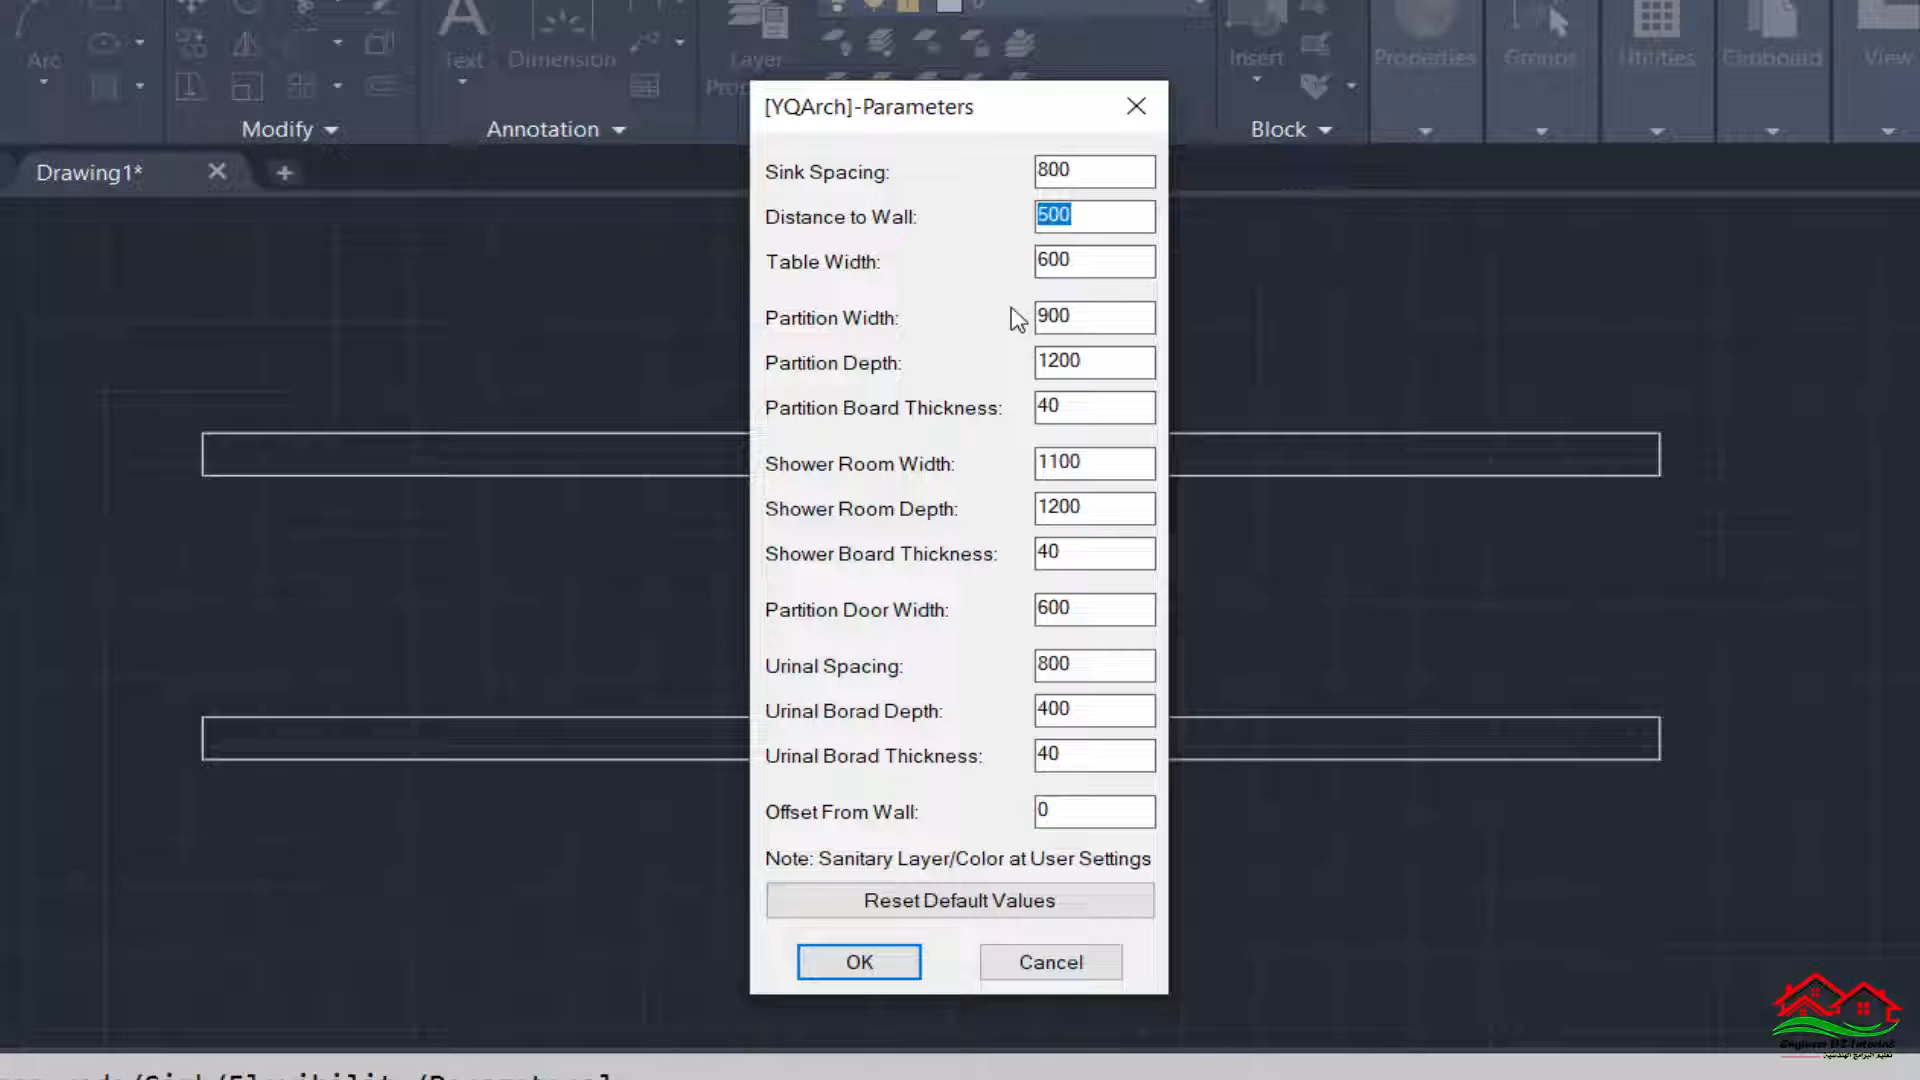 Arc
Text
Dimension
Layer
Insert
Properties
Groups
Utilities
Clipboard
View
Modify
Annotation
Block
Drawing1*
[YQArch]-Parameters
Sink Spacing: 800
Distance to Wall: 500
Table Width: 600
Partition Width: 900
Partition Depth: 1200
Partition Board Thickness: 40
Shower Room Width: 1100
Shower Room Depth: 1200
Shower Board Thickness: 40
Partition Door Width: 600
Urinal Spacing: 800
Urinal Borad Depth: 400
Urinal Borad Thickness: 40
Offset From Wall: 0
Note: Sanitary Layer/Color at User Settings
Reset Default Values
OK
Cancel
تعليم البرامج الهندسية